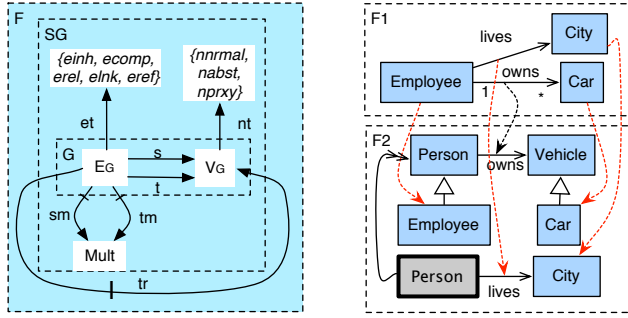 F
SG
{einh, ecomp,
erel, elnk, eref}
{nnrmal,
nabst,
nprxy}
et
nt
G
EG
s
t
VG
sm
tm
Mult
tr
F1
City
lives
Employee
owns
1
*
Car
F2
Person
owns
Vehicle
Employee
Car
Person
lives
City